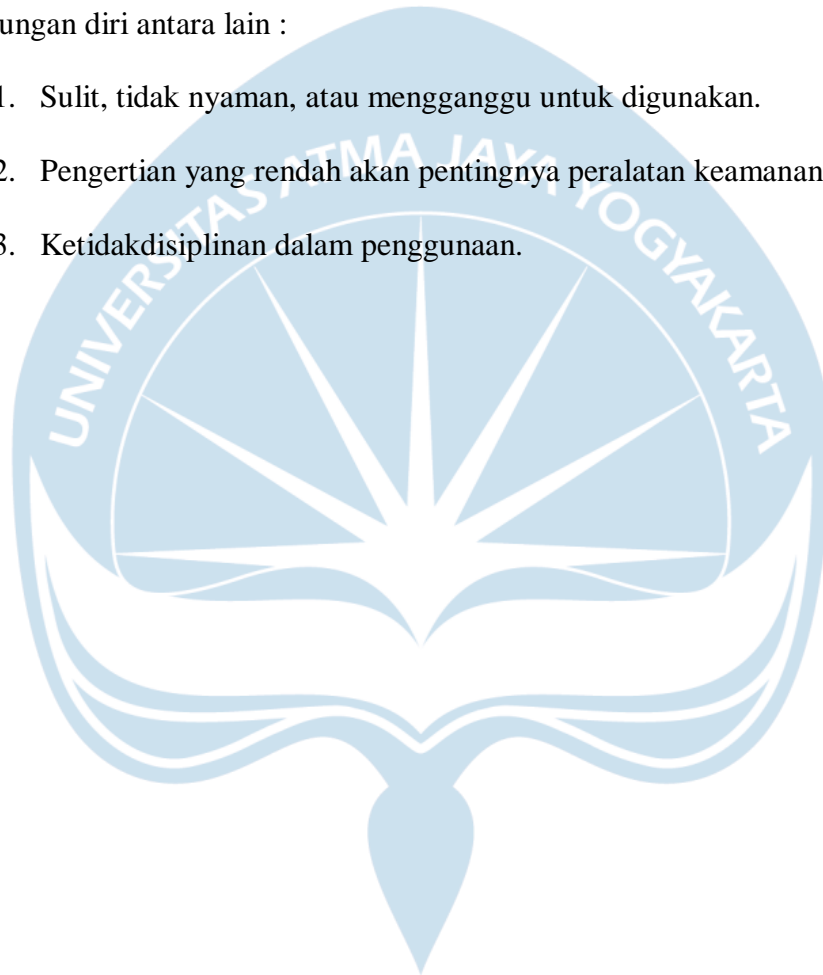 ungan diri antara lain :
1. Sulit, tidak nyaman, atau mengganggu untuk digunakan.
2. Pengertian yang rendah akan pentingnya peralatan keamanan
3. Ketidakdisiplinan dalam penggunaan.
UNIVERSITAS ATMA JAYA YOGYAKARTA